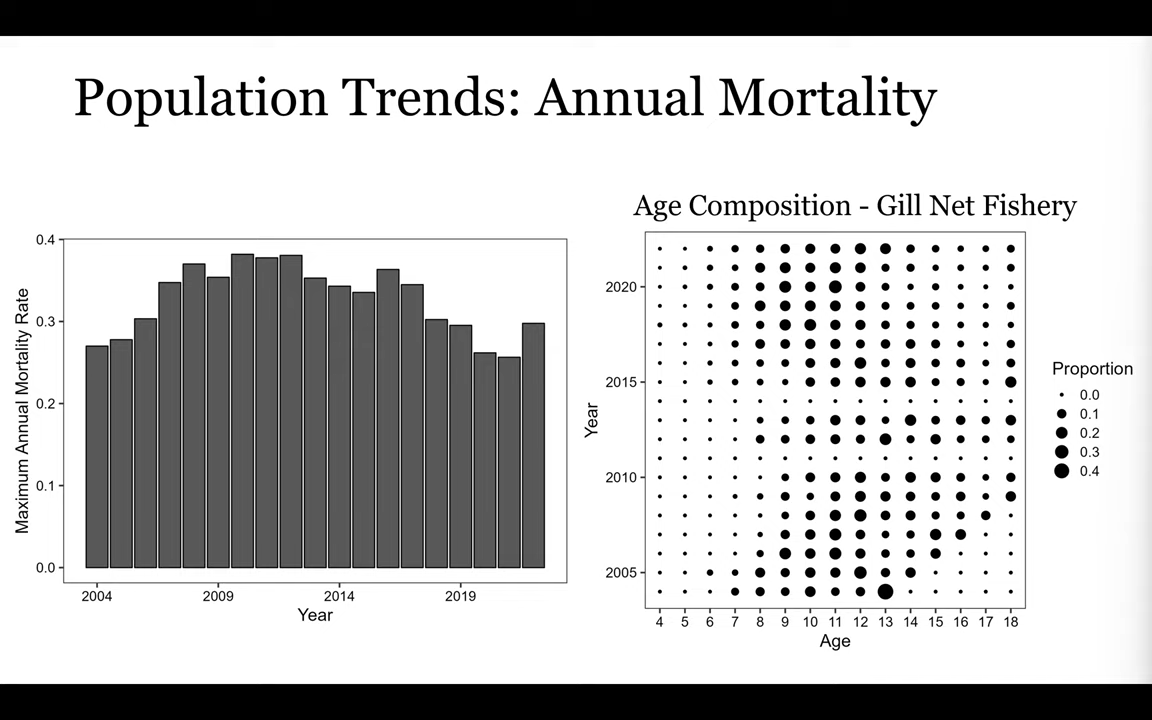 Population Trends: Annual Mortality
Maximum Annual Mortality Rate
0.4
0.3
0.2
0.1
0.0
2004 2009 2014 2019
Year
Age Composition - Gill Net Fishery
Year
2020
2015
2010
2005
4 5 6 7 8 9 10 11 12 13 14 15 16 17 18
Age
Proportion
0.0
0.1
0.2
0.3
0.4